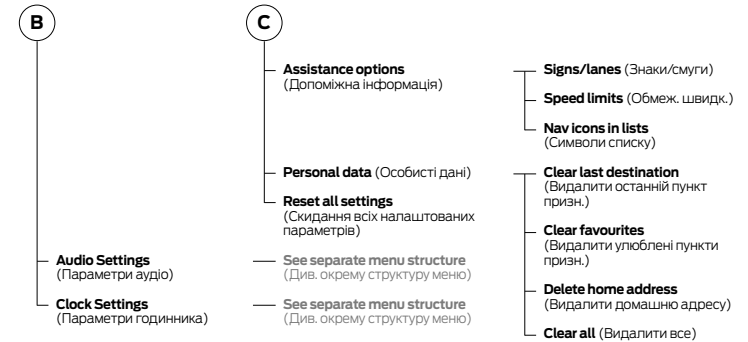 B
C
Assistance options
(Допоміжна інформація)
Signs/lanes (Знаки/смуги)
Speed limits (Обмеж. швидк.)
Nav icons in lists
(Символи списку)
Personal data (Особисті дані)
Clear last destination
(Видалити останній пункт
призн.)
Clear favourites
(Видалити улюблені пункти
призн.)
Delete home address
(Видалити домашню адресу)
Clear all (Видалити все)
Reset all settings
(Скидання всіх налаштованих
параметрів)
Audio Settings
(Параметри аудіо)
See separate menu structure
(Див. окрему структуру меню)
Clock Settings
(Параметри годинника)
See separate menu structure
(Див. окрему структуру меню)